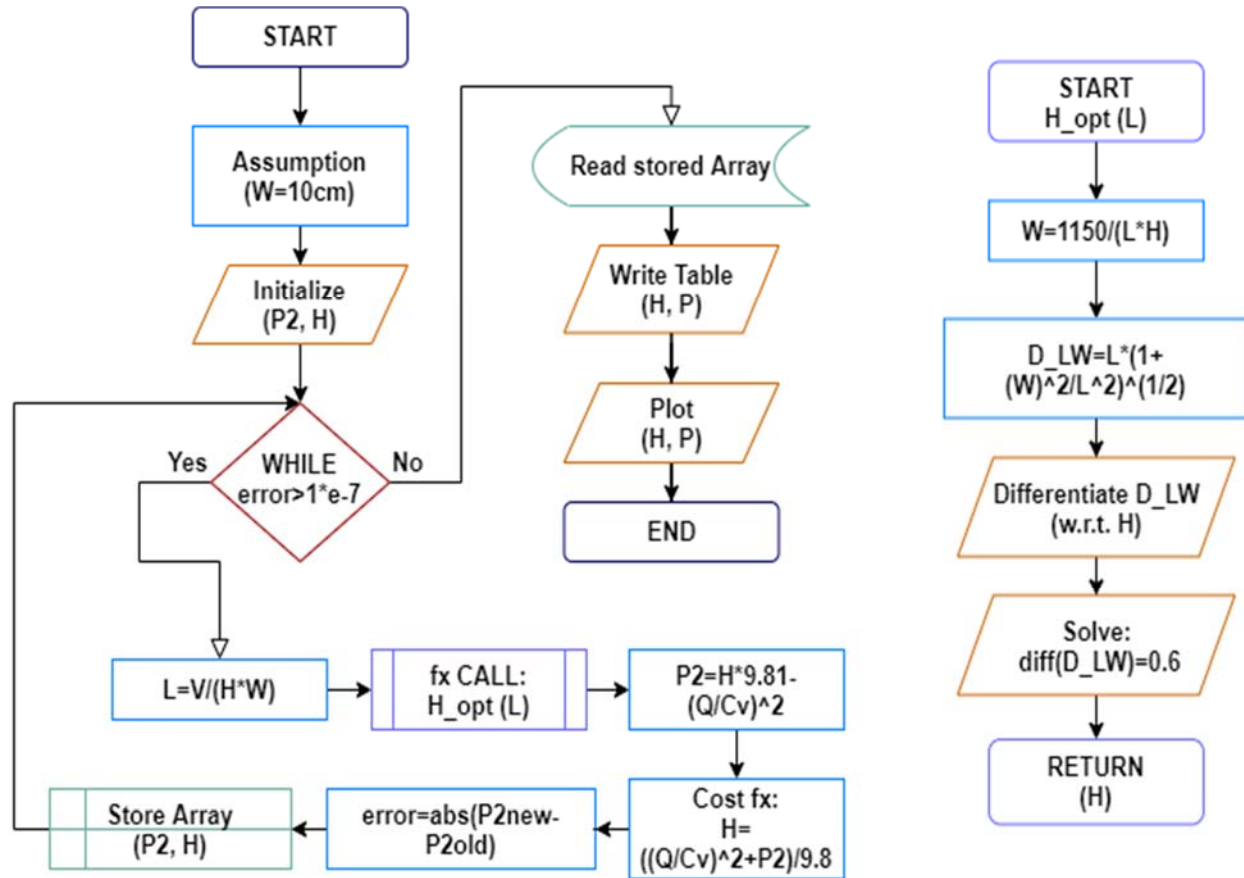 START
Assumption
(W=10cm)
Initialize
(P2, H)
Yes
WHILE
error>1*e-7
No
L=V/(H*W)
fx CALL:
H_opt (L)
P2=H*9.81-
(Q/Cv)^2
Cost fx:
H=
((Q/Cv)^2+P2)/9.8
error=abs(P2new-
P2old)
Store Array
(P2, H)
Read stored Array
Write Table
(H, P)
Plot
(H, P)
END
START
H_opt (L)
W=1150/(L*H)
D_LW=L*(1+
(W)^2/L^2)^(1/2)
Differentiate D_LW
(w.r.t. H)
Solve:
diff(D_LW)=0.6
RETURN
(H)